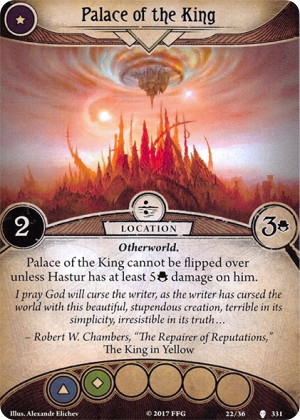 Palace of the King
2
3
LOCATION
Otherworld.
Palace of the King cannot be flipped over
unless Hastur has at least 5 damage on him.
I pray God will curse the writer, as the writer has cursed the
world with this beautiful, stupendous creation, terrible in its
simplicity, irresistible in its truth…
– Robert W. Chambers, “The Repairer of Reputations,”
The King in Yellow
Illus. Alexandr Elichev
© 2017 FFG
22/36
331